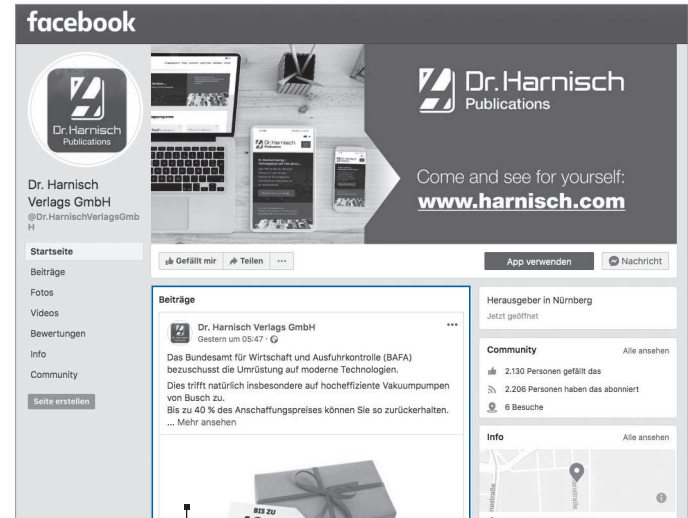 facebook
Dr. Harnisch
Publications
Dr. Harnisch
Verlags GmbH
@Dr.HarnischVerlagsGmb
H
Startseite
Beiträge
Fotos
Videos
Bewertungen
Info
Community
Seite erstellen
Dr. Harnisch
Publications
Come and see for yourself:
www.harnisch.com
Gefällt mir
Teilen
App verwenden
Nachricht
Beiträge
Dr. Harnisch Verlags GmbH
Gestern um 05:47 ·
Das Bundesamt für Wirtschaft und Ausfuhrkontrolle (BAFA)
bezuschusst die Umrüstung auf moderne Technologien.
Dies trifft natürlich insbesondere auf hocheffiziente Vakuumpumpen
von Busch zu.
Bis zu 40 % des Anschaffungspreises können Sie so zurückerhalten.
... Mehr ansehen
BIS ZU
Herausgeber in Nürnberg
Jetzt geöffnet
Community Alle ansehen
2.130 Personen gefällt das
2.206 Personen haben das abonniert
6 Besuche
Info Alle ansehen